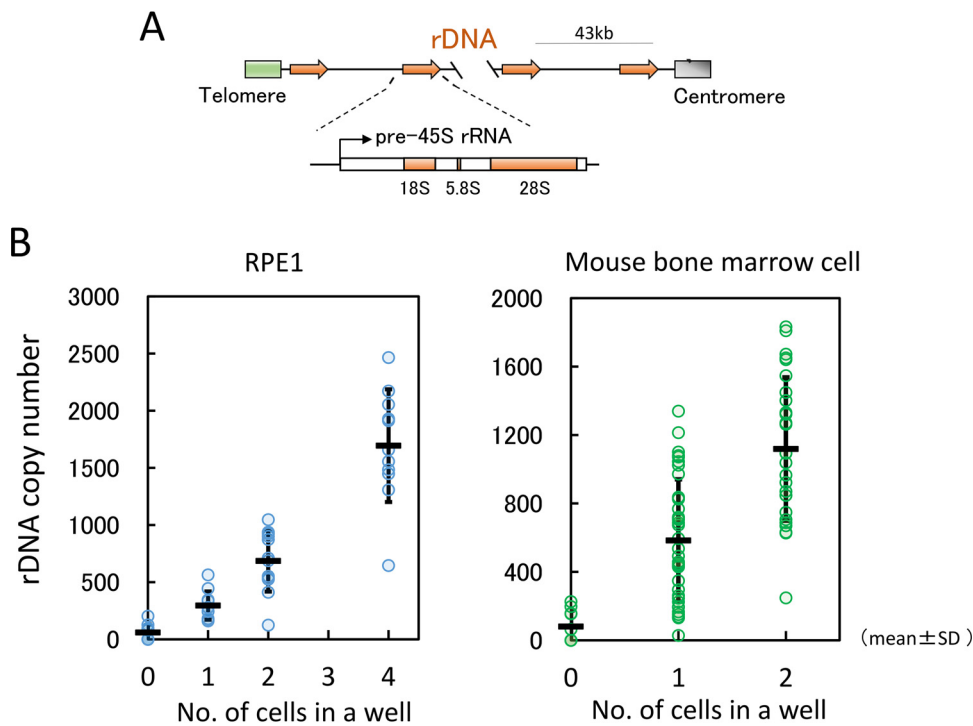 A
rDNA
43kb
Telomere
Centromere
pre-45S rRNA
18S 5.8S 28S
B
RPE1
rDNA copy number
3000
2500
2000
1500
1000
500
0
0 1 2 3 4
No. of cells in a well
Mouse bone marrow cell
2000
1600
1200
800
400
0
0 1 2
No. of cells in a well
(mean±SD)